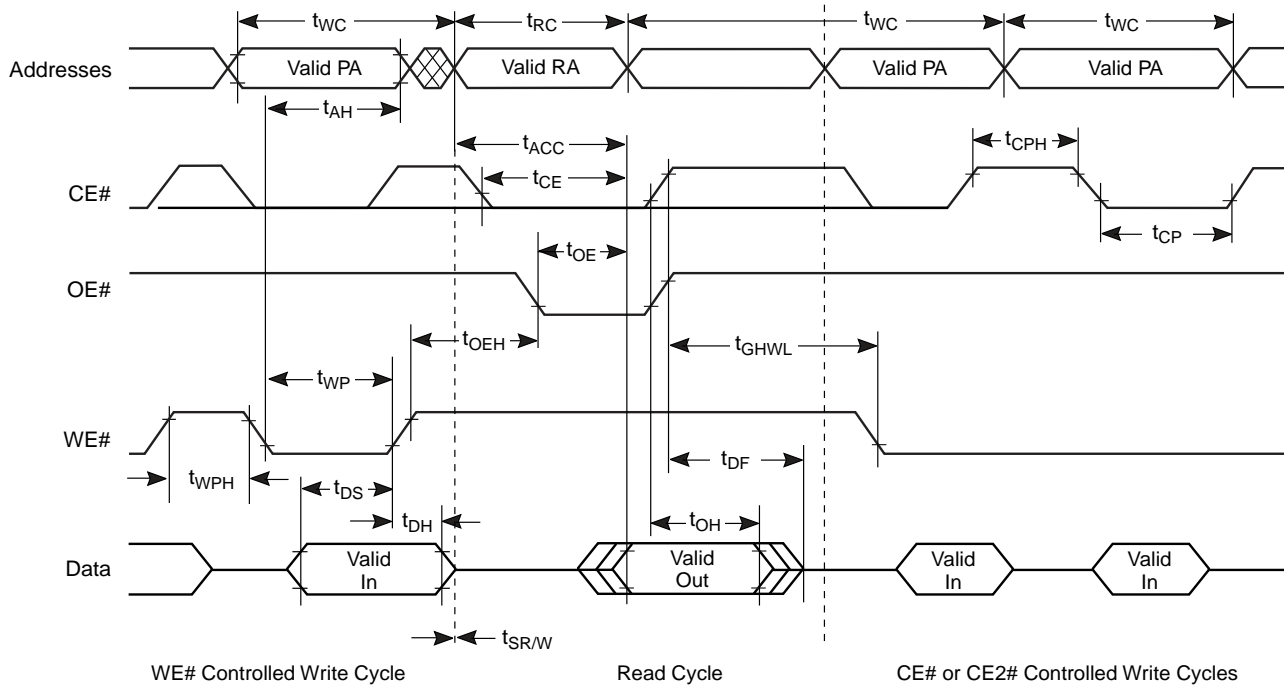 tWC tRC tWC tWC
Addresses Valid PA Valid RA Valid PA Valid PA
tAH
tACC tCPH
CE# tCE
tCP
tOE
OE#
tOEH tGHWL
tWP
WE#
tWPH tDS tDF
tDH tOH
Data Valid In Valid Out Valid In Valid In
tSR/W
WE# Controlled Write Cycle Read Cycle CE# or CE2# Controlled Write Cycles